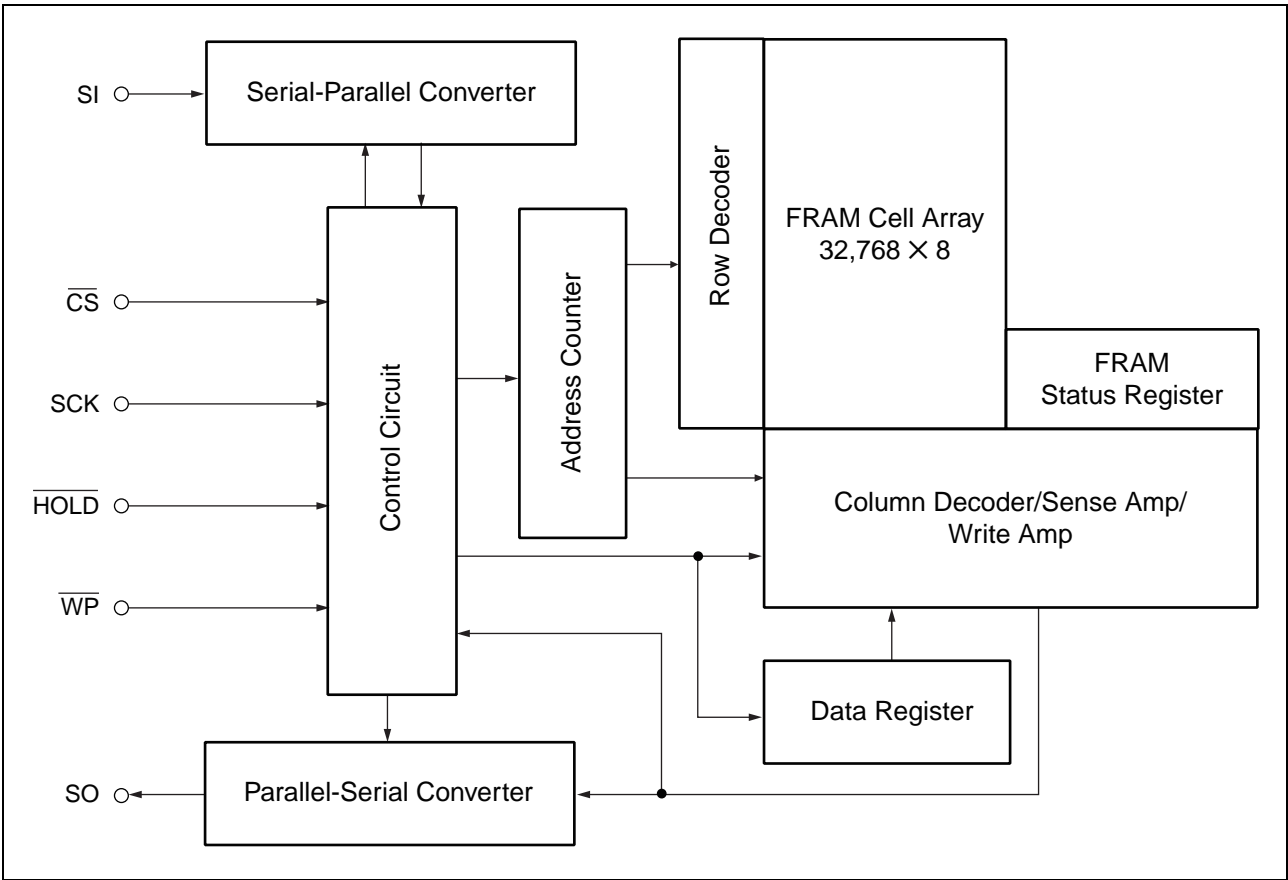 SI
Serial-Parallel Converter
CS
SCK
HOLD
WP
Control Circuit
Address Counter
Row Decoder
FRAM Cell Array
32,768 × 8
FRAM
Status Register
Column Decoder/Sense Amp/
Write Amp
Data Register
SO
Parallel-Serial Converter